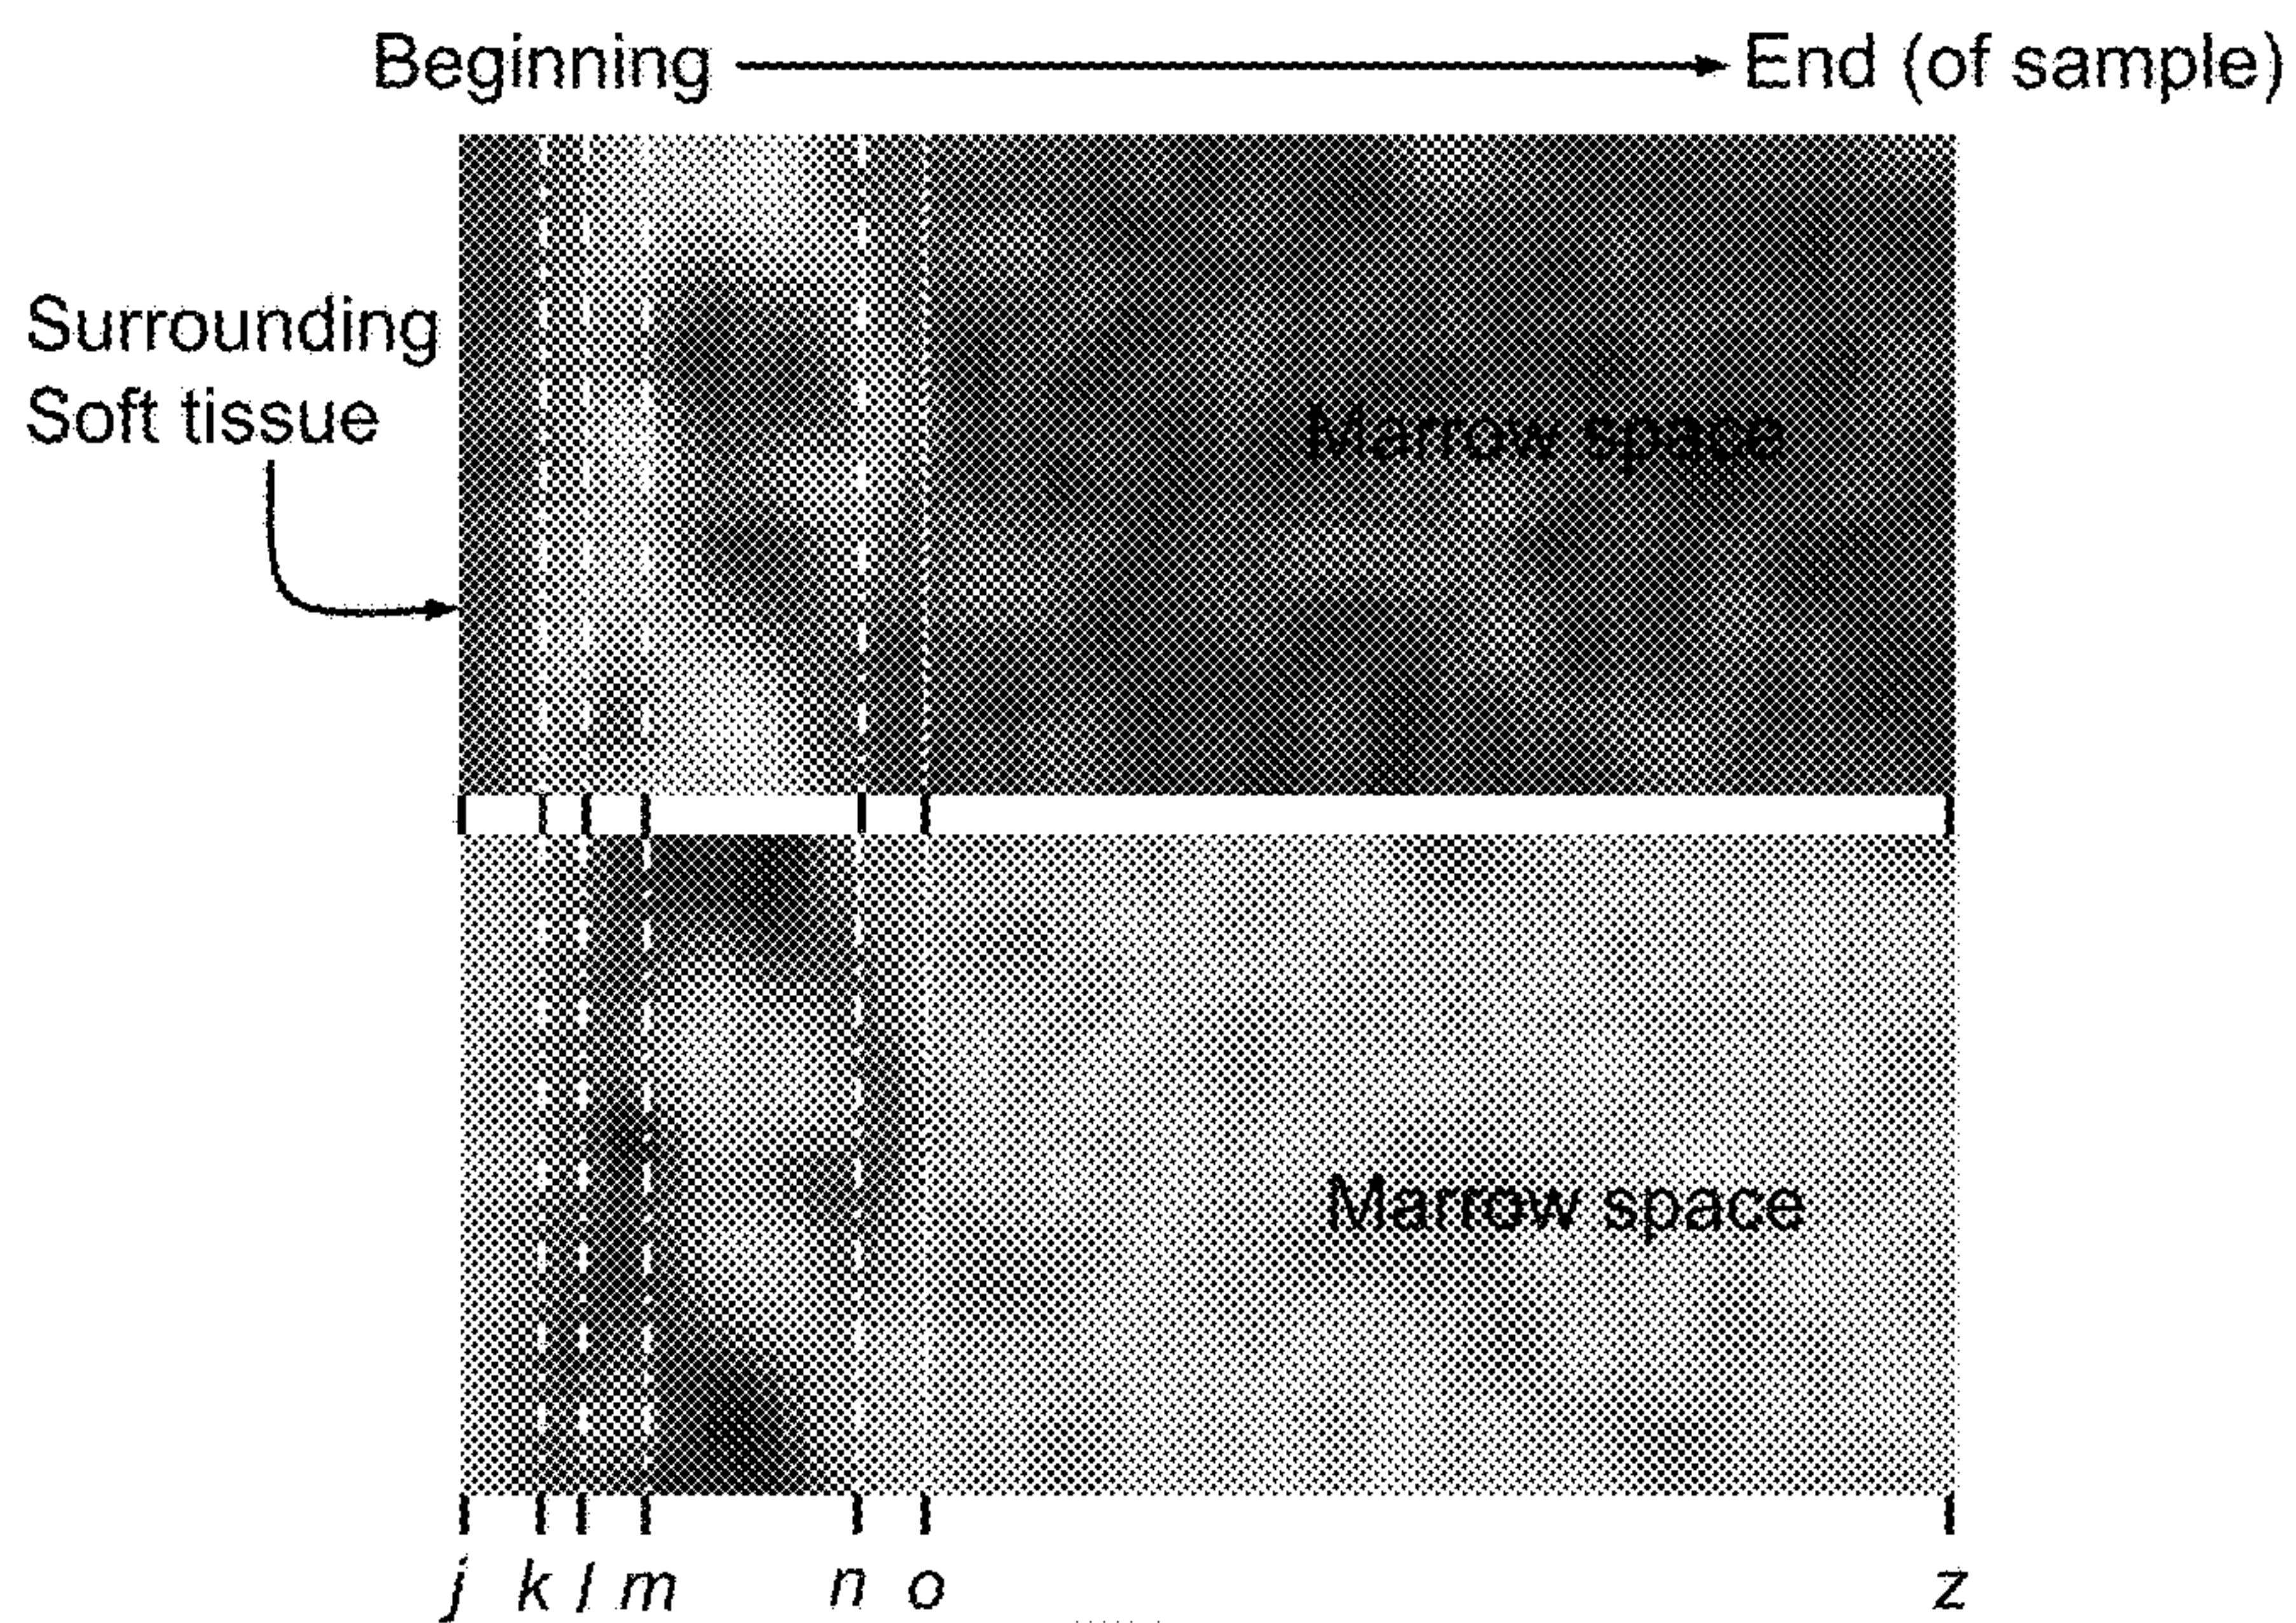 Beginning
End (of sample)
Surrounding
Soft tissue
Marrow space
Marrow space
j k l m n o z